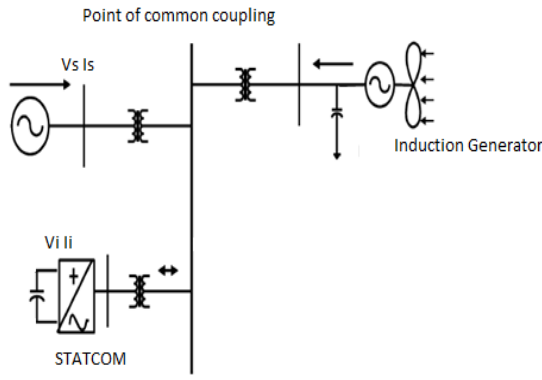 Point of common coupling
Vs Is
Induction Generator
Vi Ii
STATCOM